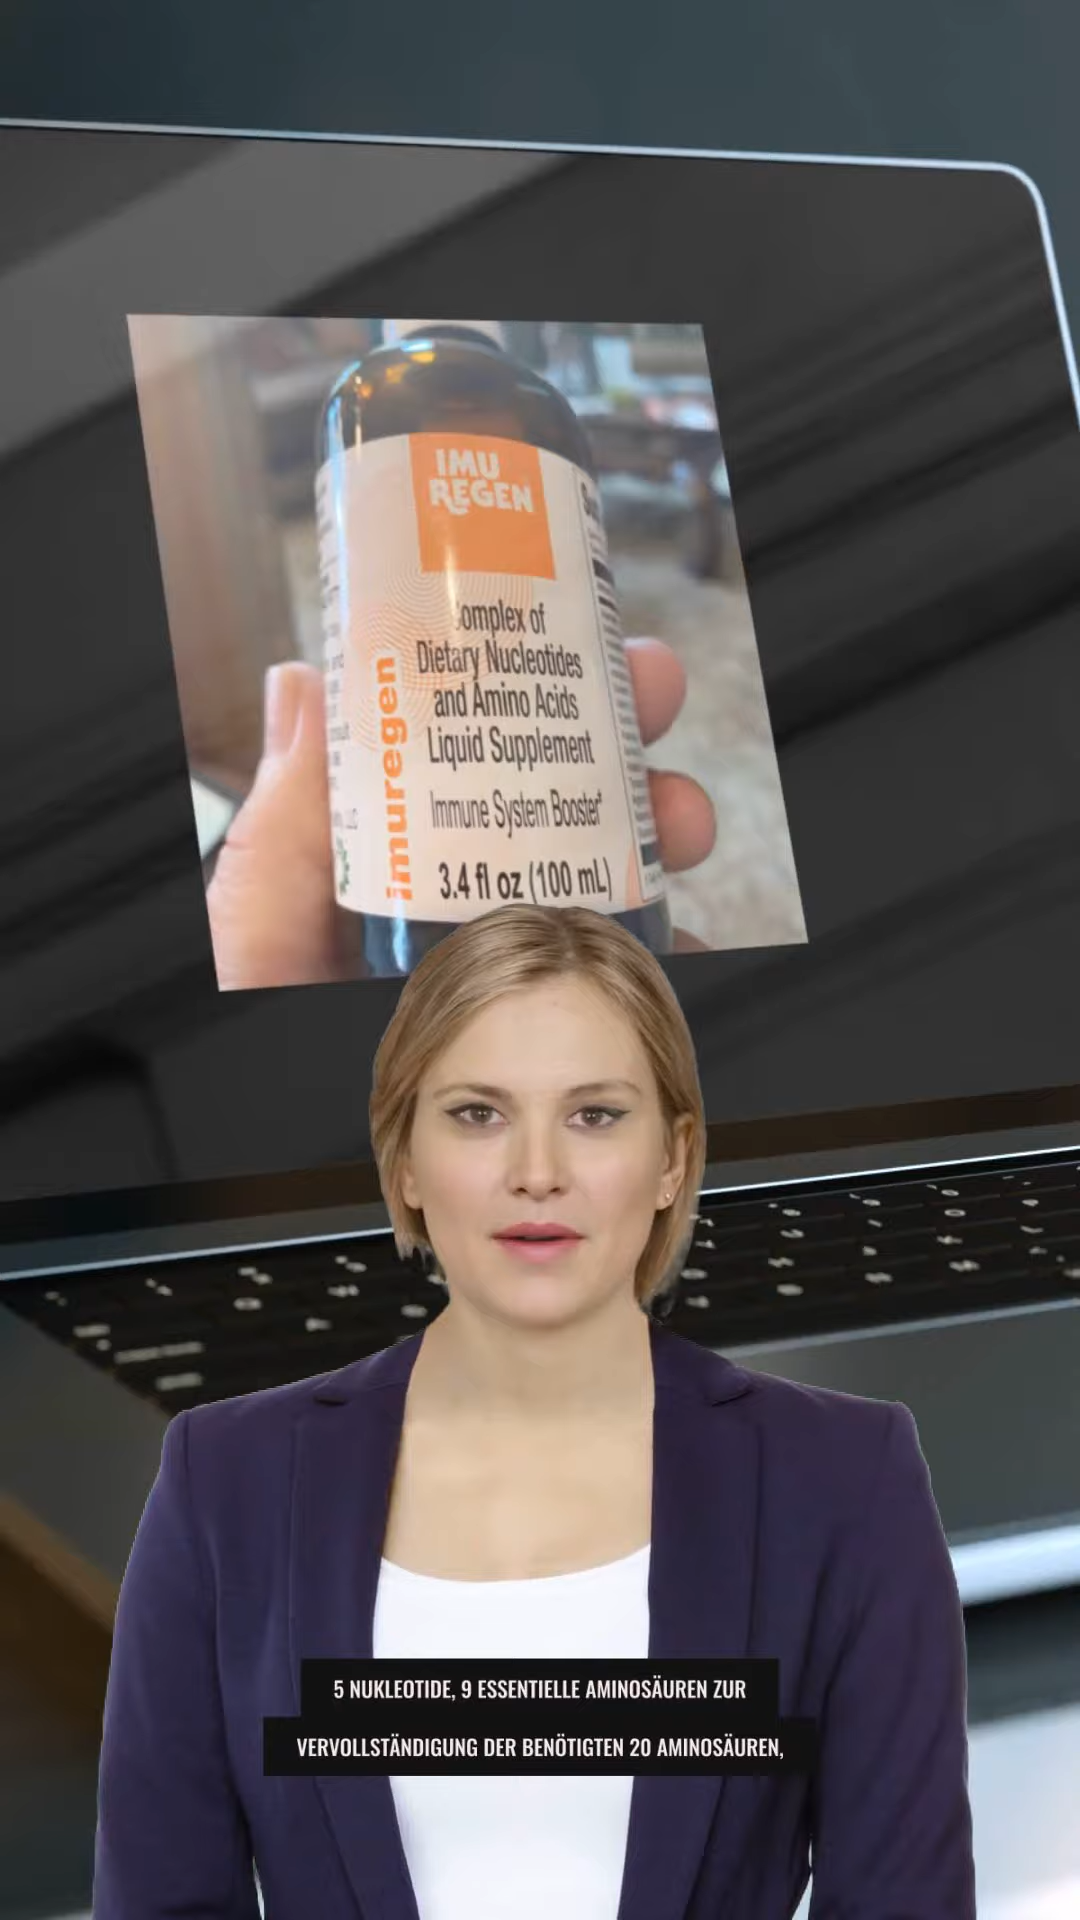 IMU
REGEN
imuregen
omplex of
Dietary Nucleotides
and Amino Acids
Liquid Supplement
Immune System Booster
3.4 fl oz (100 mL)
5 NUKLEOTIDE, 9 ESSENTIELLE AMINOSÄUREN ZUR
VERVOLLSTÄNDIGUNG DER BENÖTIGTEN 20 AMINOSÄUREN,